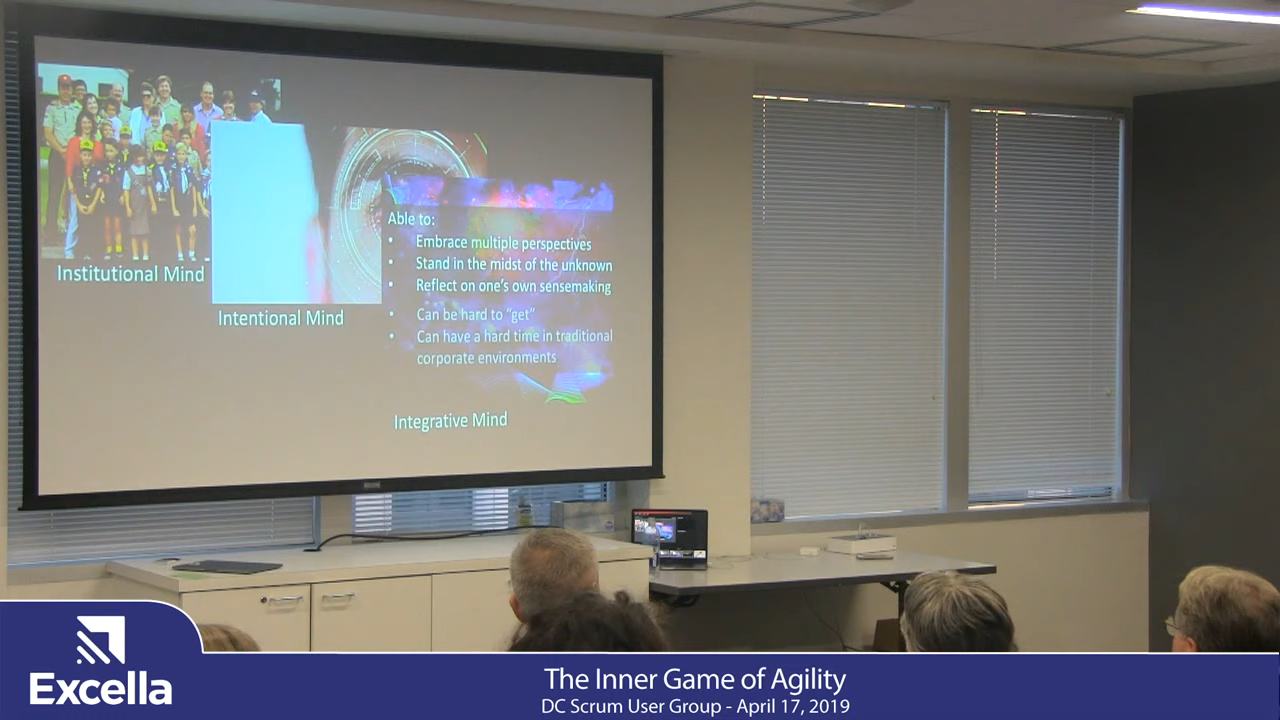 Institutional Mind
Intentional Mind
Able to:
• Embrace multiple perspectives
• Stand in the midst of the unknown
• Reflect on one's own sensemaking
• Can be hard to "get"
• Can have a hard time in traditional
corporate environments
Integrative Mind
Excella
The Inner Game of Agility
DC Scrum User Group - April 17, 2019